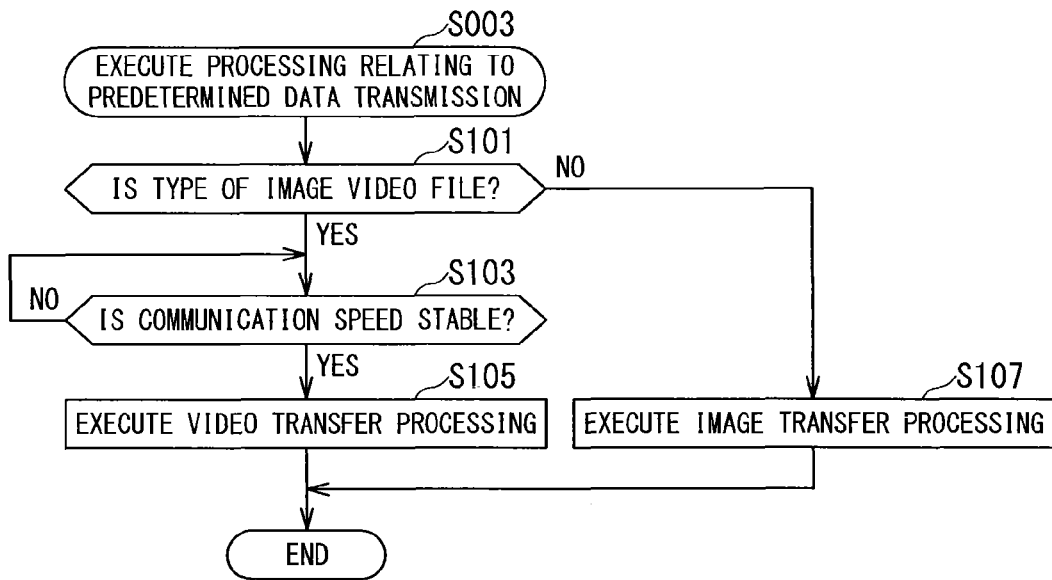 S003
EXECUTE PROCESSING RELATING TO
PREDETERMINED DATA TRANSMISSION
S101
IS TYPE OF IMAGE VIDEO FILE?
NO
YES
S103
NO
IS COMMUNICATION SPEED STABLE?
YES
S105
EXECUTE VIDEO TRANSFER PROCESSING
S107
EXECUTE IMAGE TRANSFER PROCESSING
END